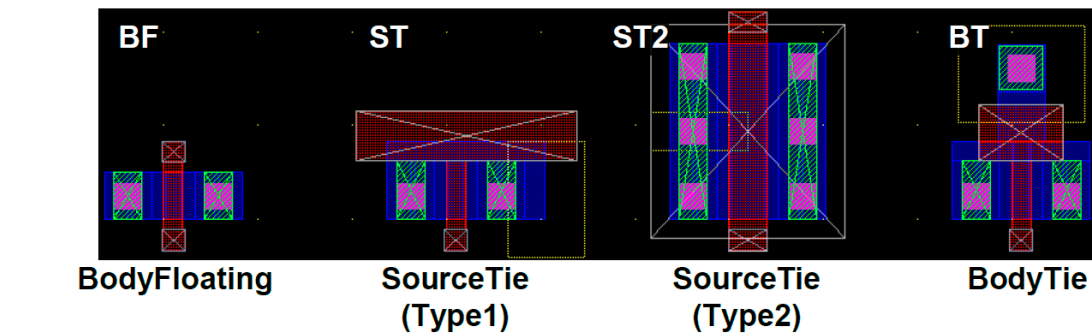 BF ST ST2 BT
BodyFloating SourceTie SourceTie BodyTie
(Type1) (Type2)